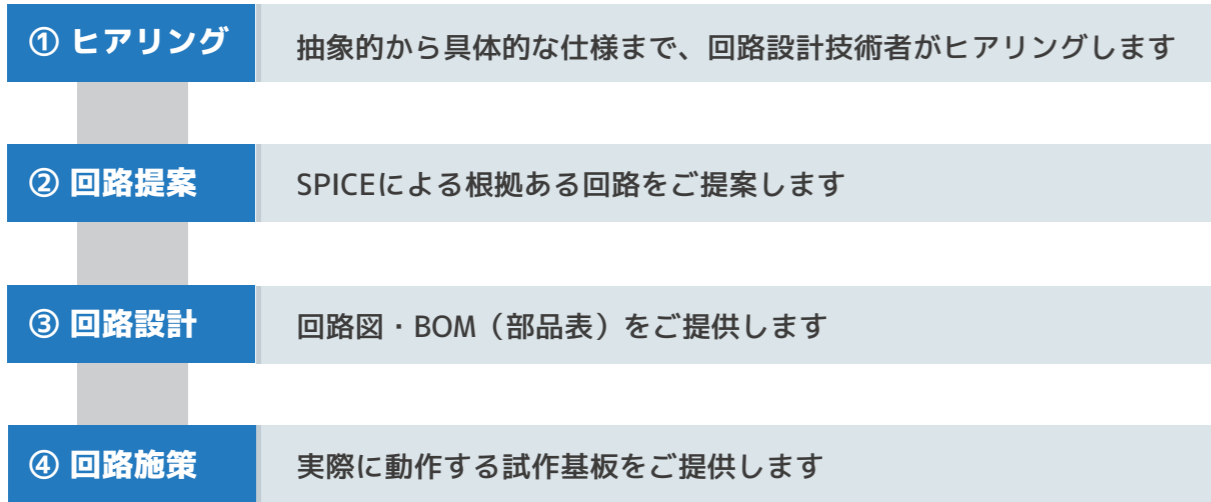 ① ヒアリング
抽象的から具体的な仕様まで、回路設計技術者がヒアリングします
② 回路提案
SPICEによる根拠ある回路をご提案します
③ 回路設計
回路図・BOM（部品表）をご提供します
④ 回路施策
実際に動作する試作基板をご提供します